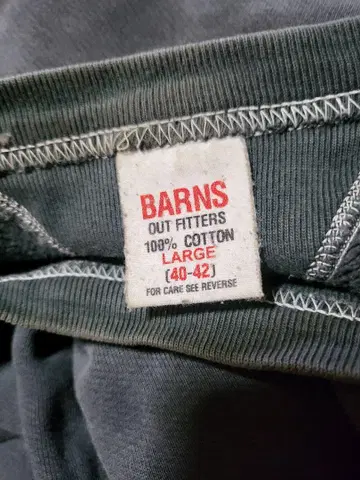 BARNS
OUT FITTERS
100% COTTON
LARGE
(40-42)
FOR CARE SEE REVERSE